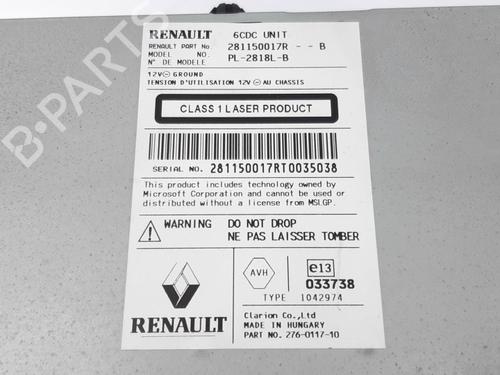 RENAULT 6CDC UNIT
RENAULT PART No. 281150017R - - B
MODEL NO. PL-2818L-B
N° DE MODELE
12V⊖ GROUND
TENSION D'UTILISATION 12V ⊖ AU CHASSIS
CLASS 1 LASER PRODUCT
SERIAL NO. 281150017RT0035038
This product includes technology owned by
Microsoft Corporation and cannot be used or
distributed without a license from MSLGP.
WARNING DO NOT DROP
NE PAS LAISSER TOMBER
AVH e13
033738
TYPE 1042974
RENAULT
Clarion Co.,Ltd
MADE IN HUNGARY
PART NO. 276-0117-10
B-PARTS